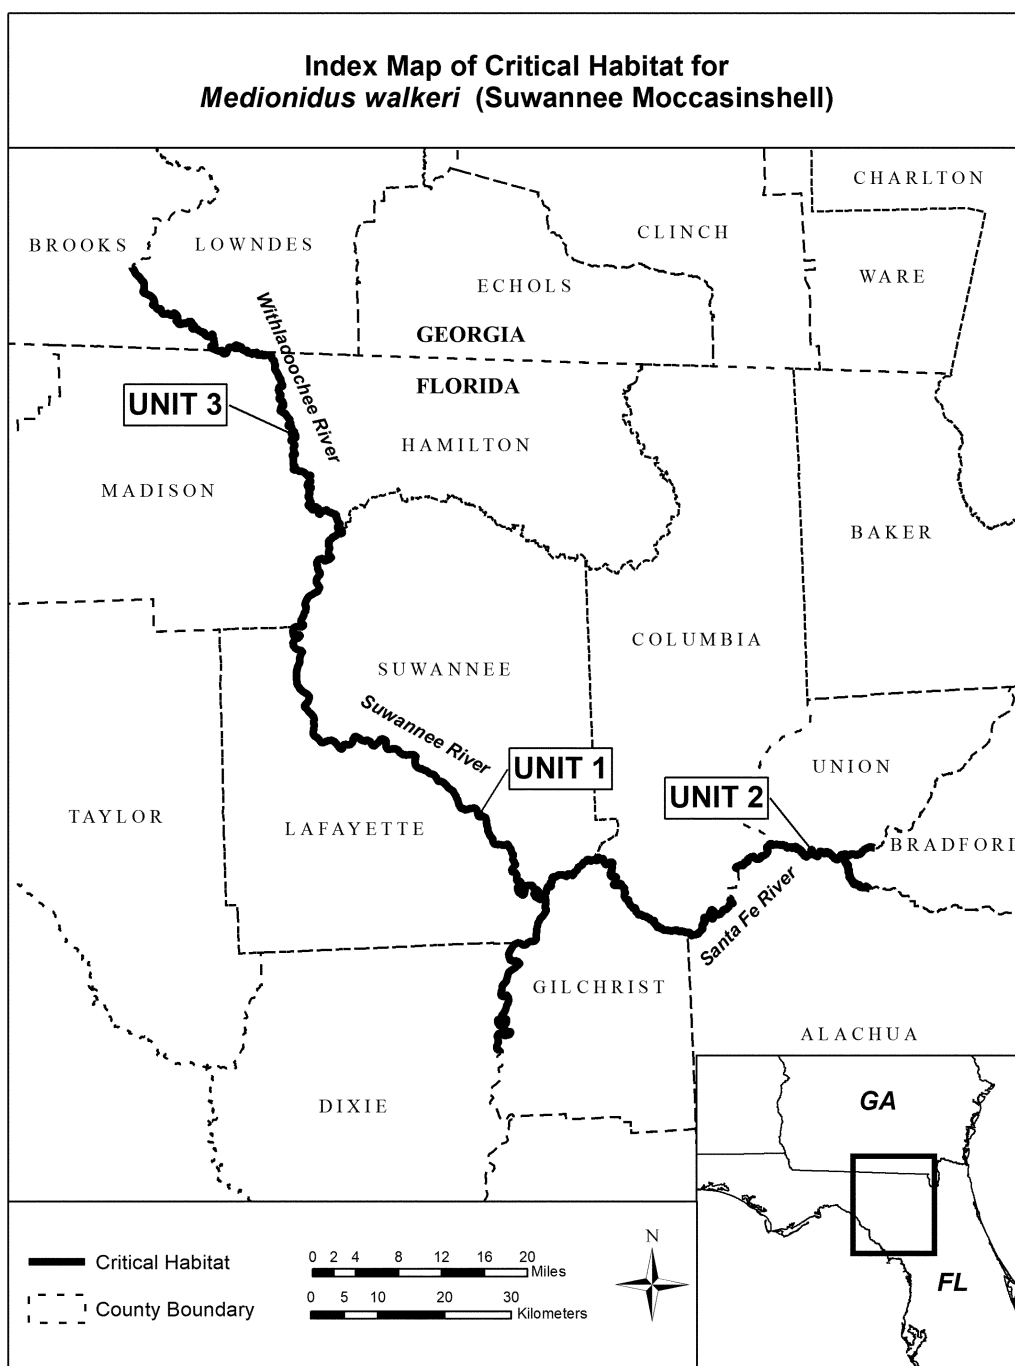 Index Map of Critical Habitat for
Medionidus walkeri (Suwannee Moccasinshell)
CHARLTON
BROOKS
LOWNDES
CLINCH
ECHOLS
WARE
Withladoochee River
GEORGIA
FLORIDA
UNIT 3
HAMILTON
MADISON
BAKER
COLUMBIA
SUWANNEE
Suwannee River
UNIT 1
UNION
UNIT 2
TAYLOR
LAFAYETTE
BRADFORD
Santa Fe River
GILCHRIST
ALACHUA
DIXIE
GA
FL
N
Critical Habitat
0 2 4 8 12 16 20
Miles
County Boundary
0 5 10 20 30
Kilometers